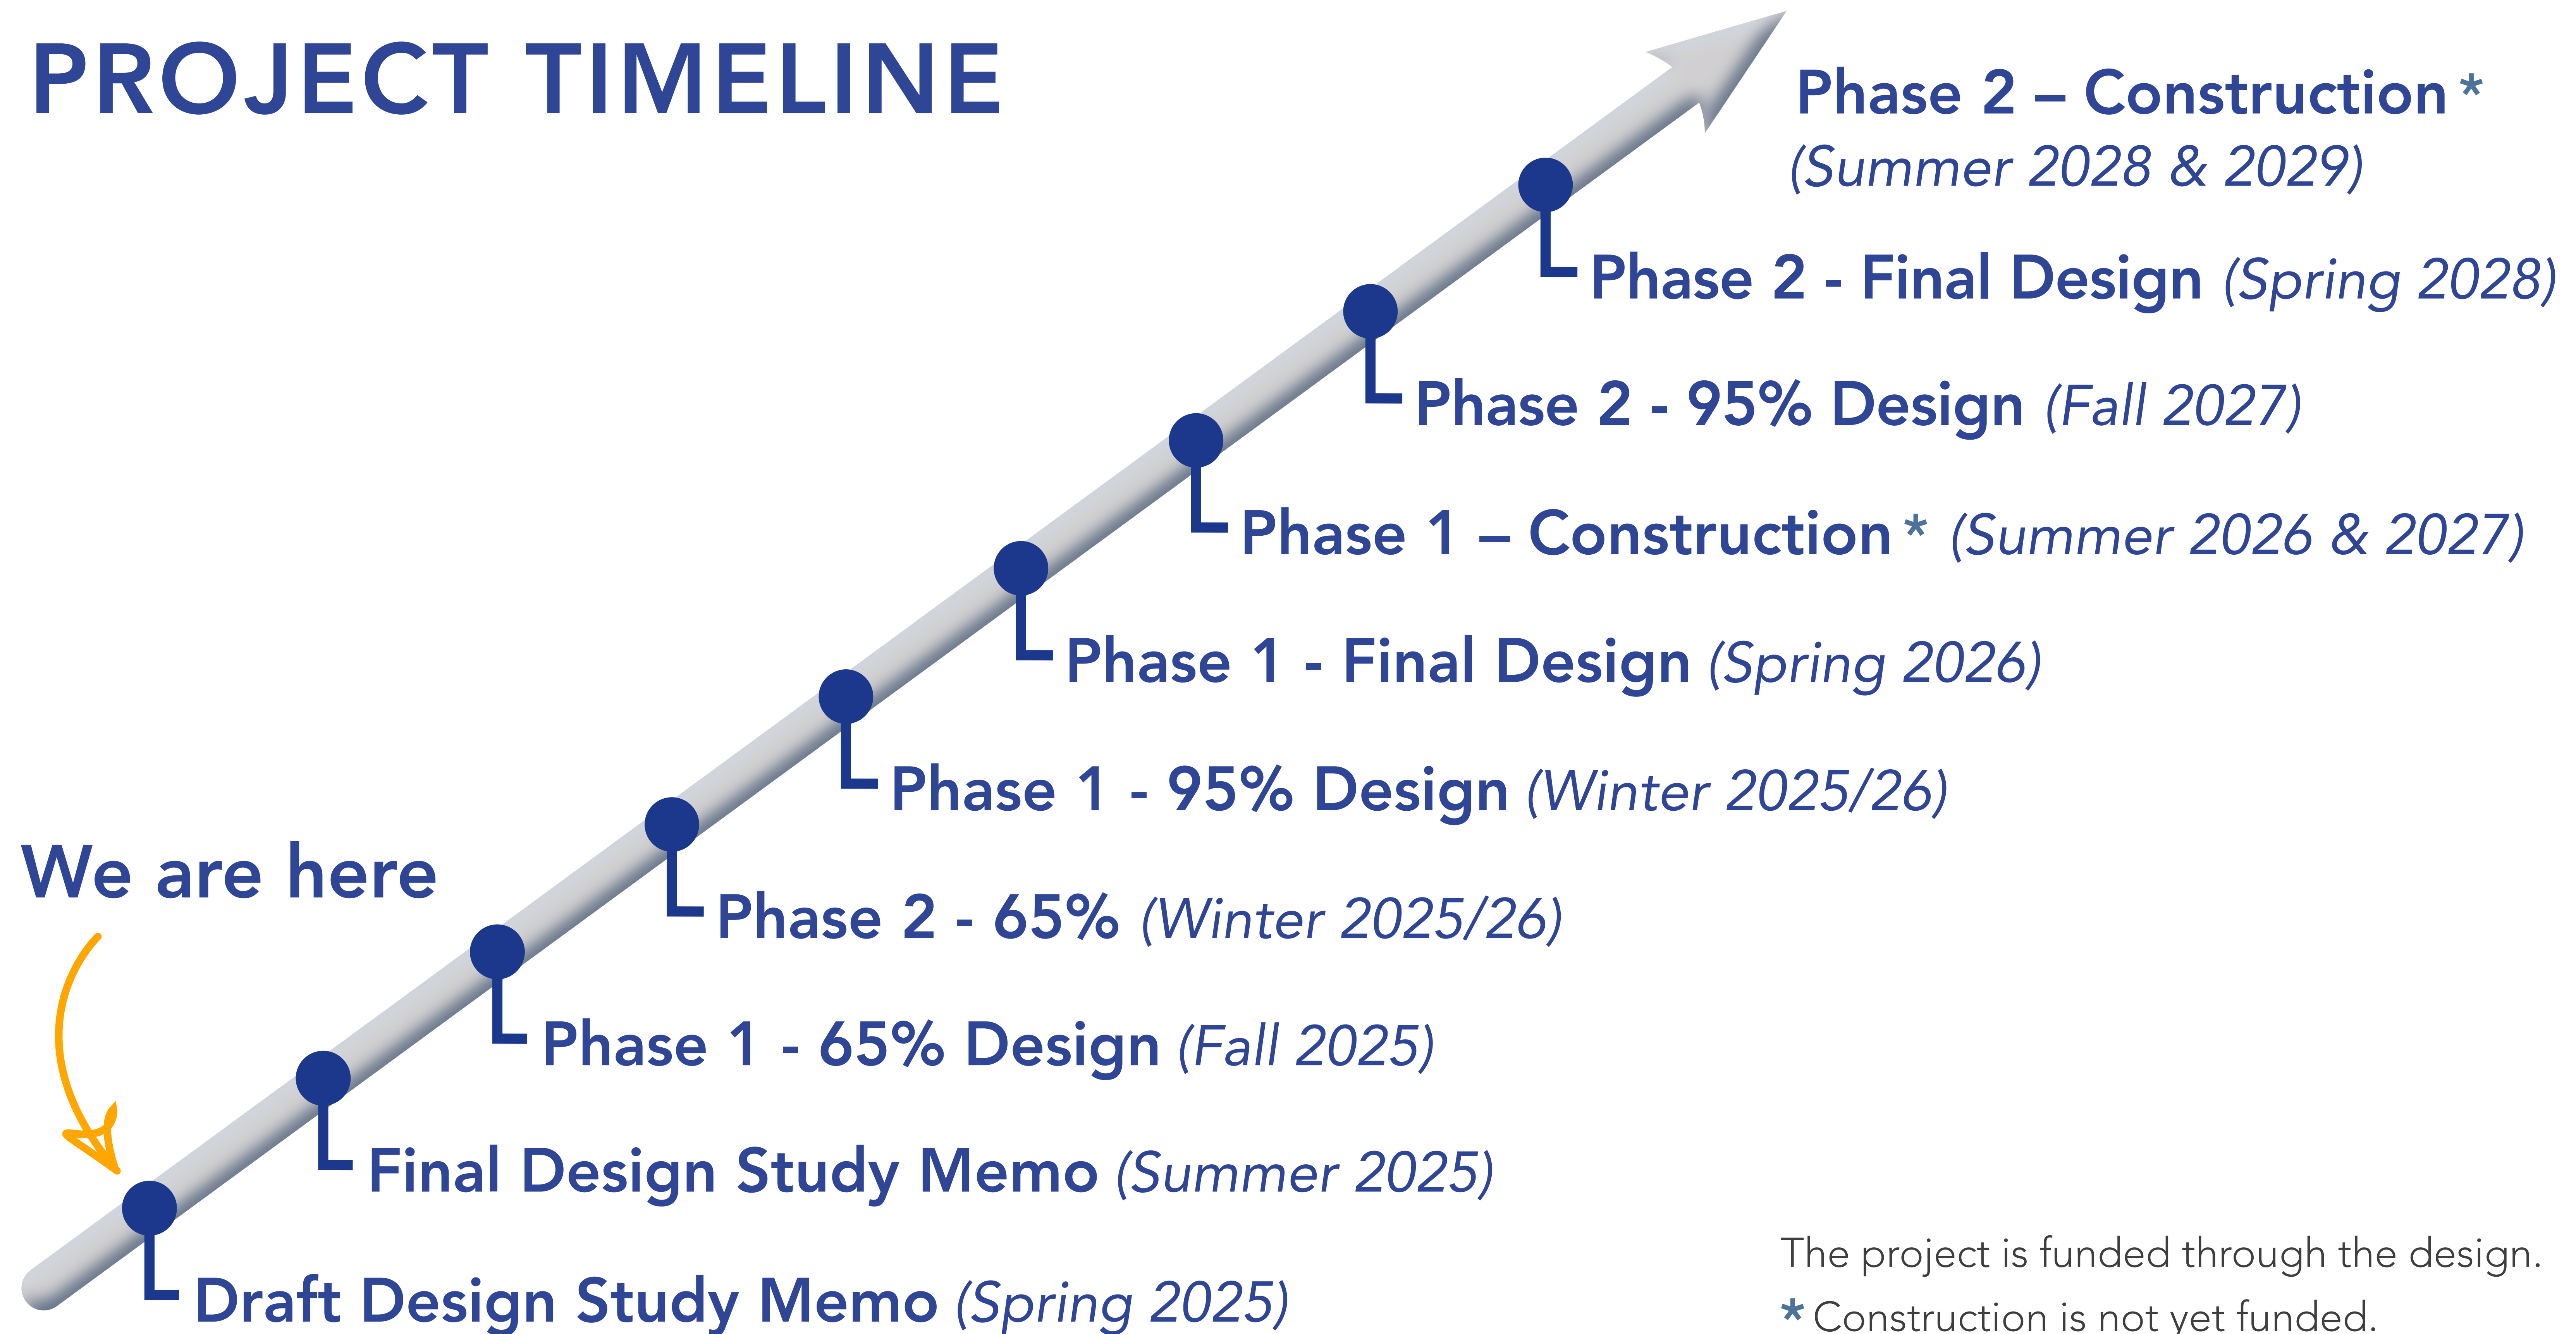 PROJECT TIMELINE
Phase 2 – Construction *
(Summer 2028 & 2029)
Phase 2 - Final Design (Spring 2028)
Phase 2 - 95% Design (Fall 2027)
Phase 1 – Construction * (Summer 2026 & 2027)
Phase 1 - Final Design (Spring 2026)
Phase 1 - 95% Design (Winter 2025/26)
We are here
Phase 2 - 65% (Winter 2025/26)
Phase 1 - 65% Design (Fall 2025)
Final Design Study Memo (Summer 2025)
Draft Design Study Memo (Spring 2025)
The project is funded through the design.
* Construction is not yet funded.